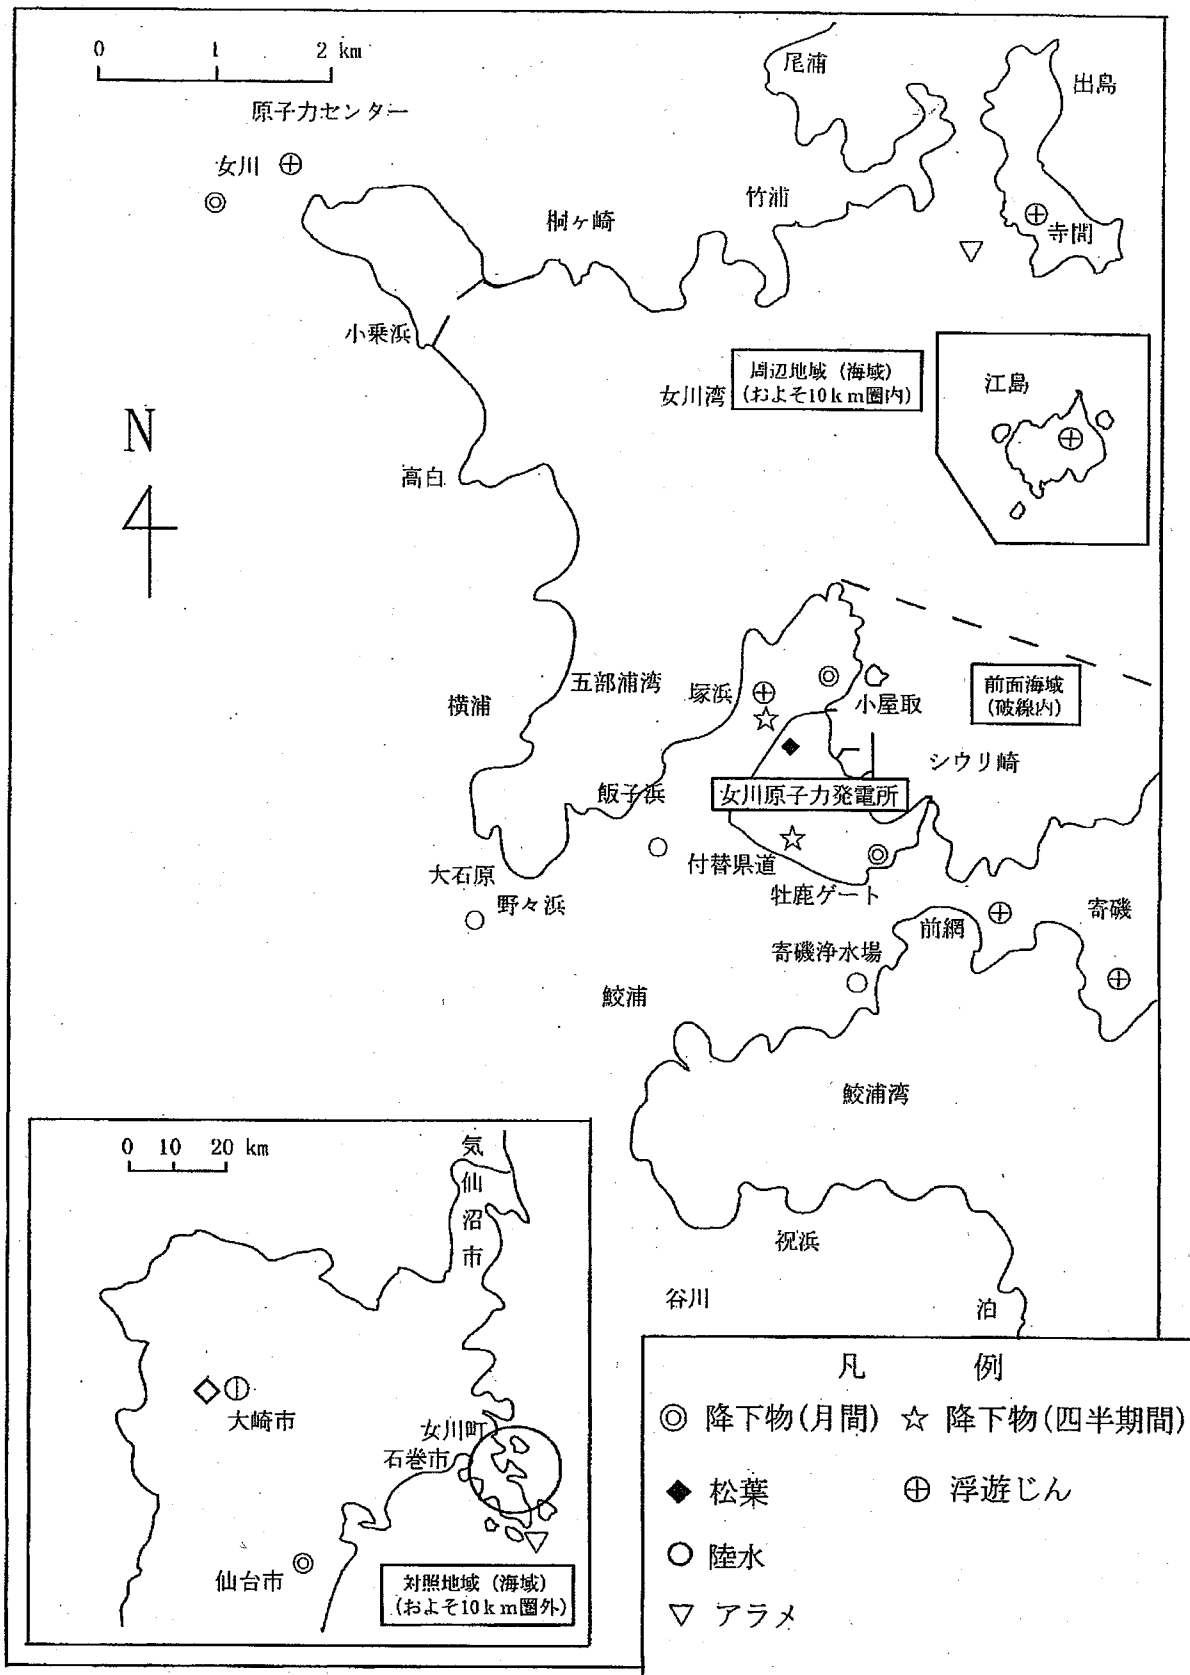 0 1 2 km
原子力センター
女川
尾浦
出島
竹浦
寺間
桐ヶ崎
小乗浜
女川湾
周辺地域 (海域)
(およそ10km圏内)
江島
N
高白
五部浦湾
横浦
塚浜
小屋取
前面海域
(破線内)
シウリ崎
飯子浜
女川原子力発電所
付替県道
大石原
野々浜
牡鹿ゲート
前網
寄磯
寄磯浄水場
鮫浦
鮫浦湾
祝浜
谷川
泊
0 10 20 km
気仙沼市
大崎市
女川町
石巻市
仙台市
対照地域 (海域)
(およそ10km圏外)
凡 例
◎ 降下物(月間) ☆ 降下物(四半期間)
◆ 松葉 ⊕ 浮遊じん
○ 陸水
▽ アラメ